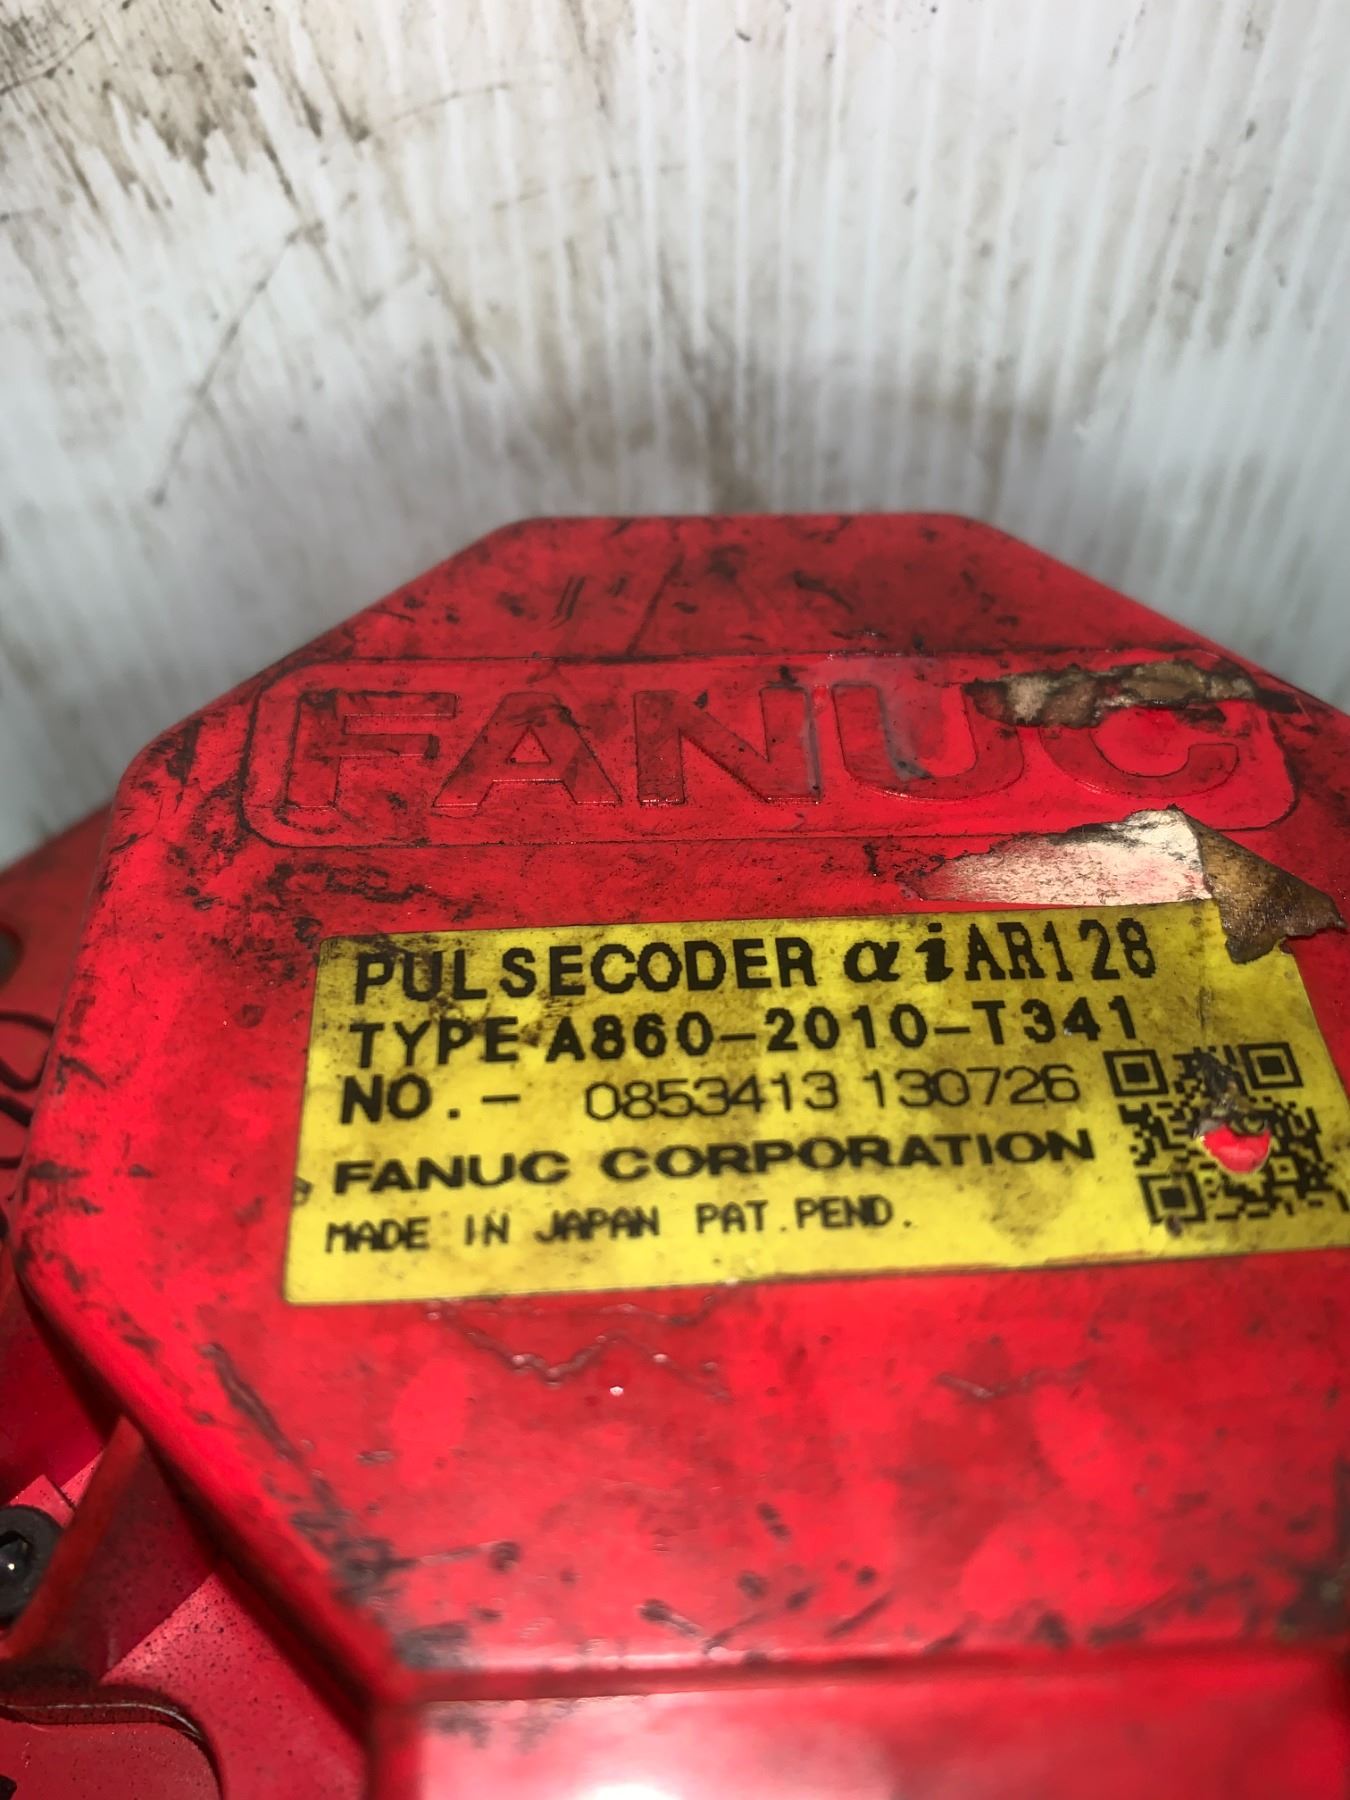 FANUC
PULSECODER αiAR128
TYPE A860-2010-T341
NO.- 0853413 130726
FANUC CORPORATION
MADE IN JAPAN PAT.PEND.